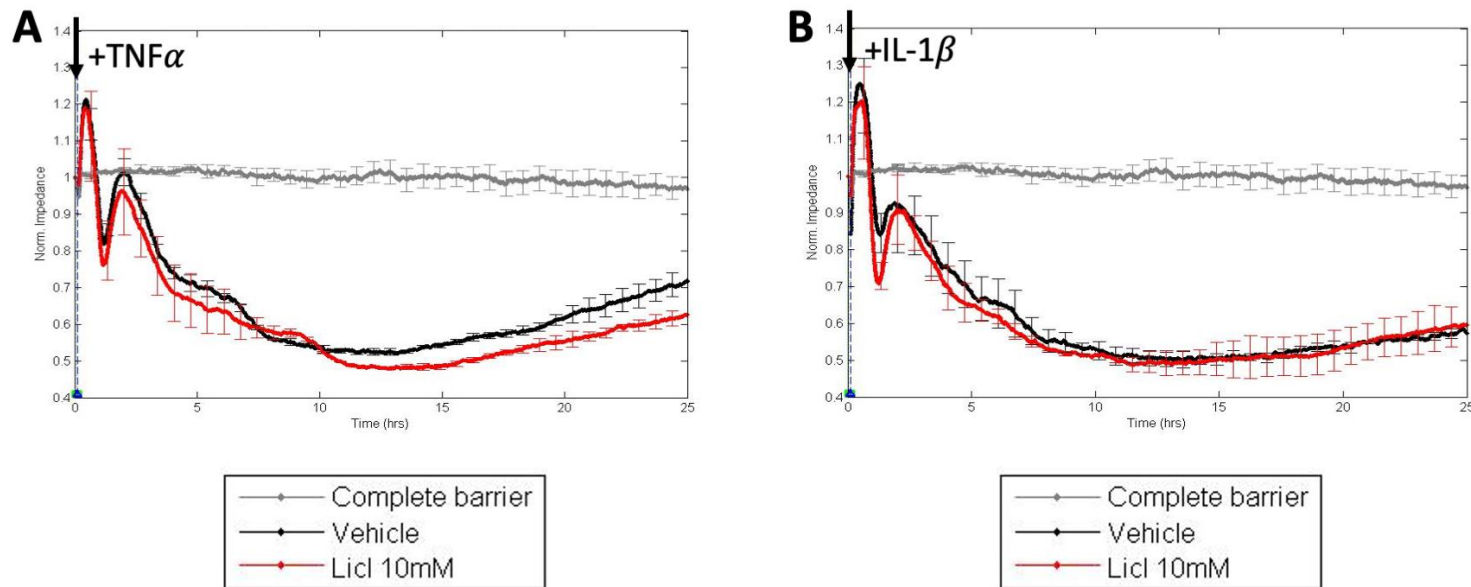 A
+TNFα
1.4
1.3
1.2
1.1
1
0.9
0.8
0.7
0.6
0.5
0.4
Norm. Impedance
0
5
10
15
20
25
Time (hrs)
Complete barrier
Vehicle
Licl 10mM
B
+IL-1β
1.4
1.3
1.2
1.1
1
0.9
0.8
0.7
0.6
0.5
0.4
Norm. Impedance
0
5
10
15
20
25
Time (hrs)
Complete barrier
Vehicle
Licl 10mM